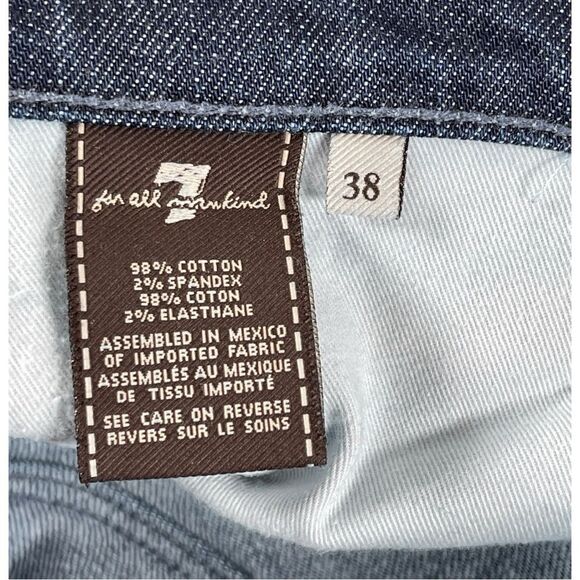 7
for all mankind
38
98% COTTON
2% SPANDEX
98% COTON
2% ELASTHANE
ASSEMBLED IN MEXICO
OF IMPORTED FABRIC
ASSEMBLÉS AU MEXIQUE
DE TISSU IMPORTÉ
SEE CARE ON REVERSE
REVERS SUR LE SOINS